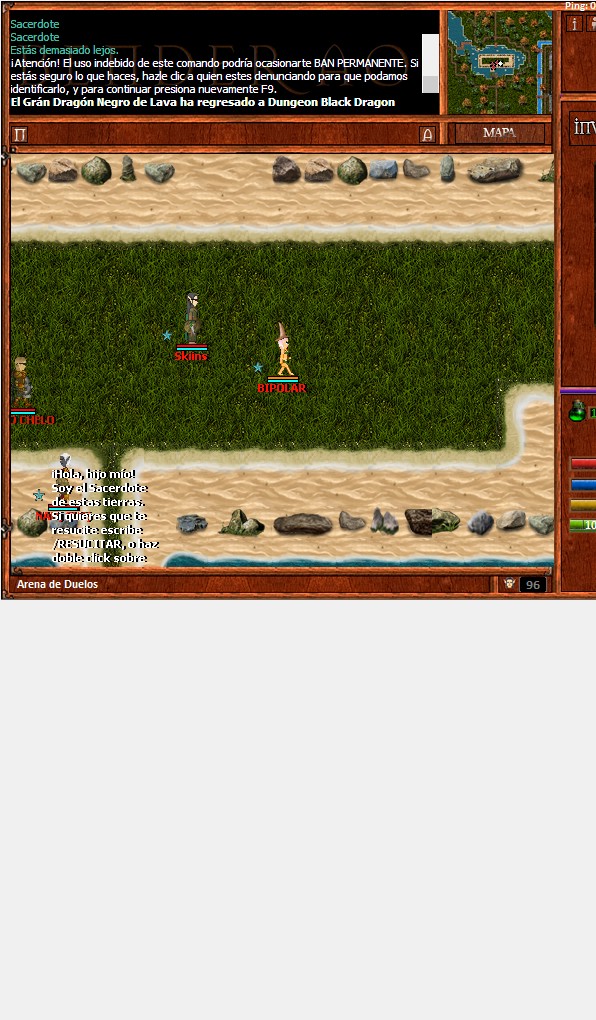 Ping: 0
Sacerdote
Sacerdote
Estás demasiado lejos.
¡Atención! El uso indebido de este comando podría ocasionarte BAN PERMANENTE. Si
estás seguro lo que haces, hazle clic a quien estes denunciando para que podamos
identificarlo, y para continuar presiona nuevamente F9.
El Grán Dragón Negro de Lava ha regresado a Dungeon Black Dragon
MAPA
Skiins
BIPOLAR
CHELO
¡Hola, hijo mío!
Soy el Sacerdote
de estas tierras.
Si quieres que te
resucite escribe
/RESUCITAR, o haz
doble click sobre
10
Arena de Duelos
96